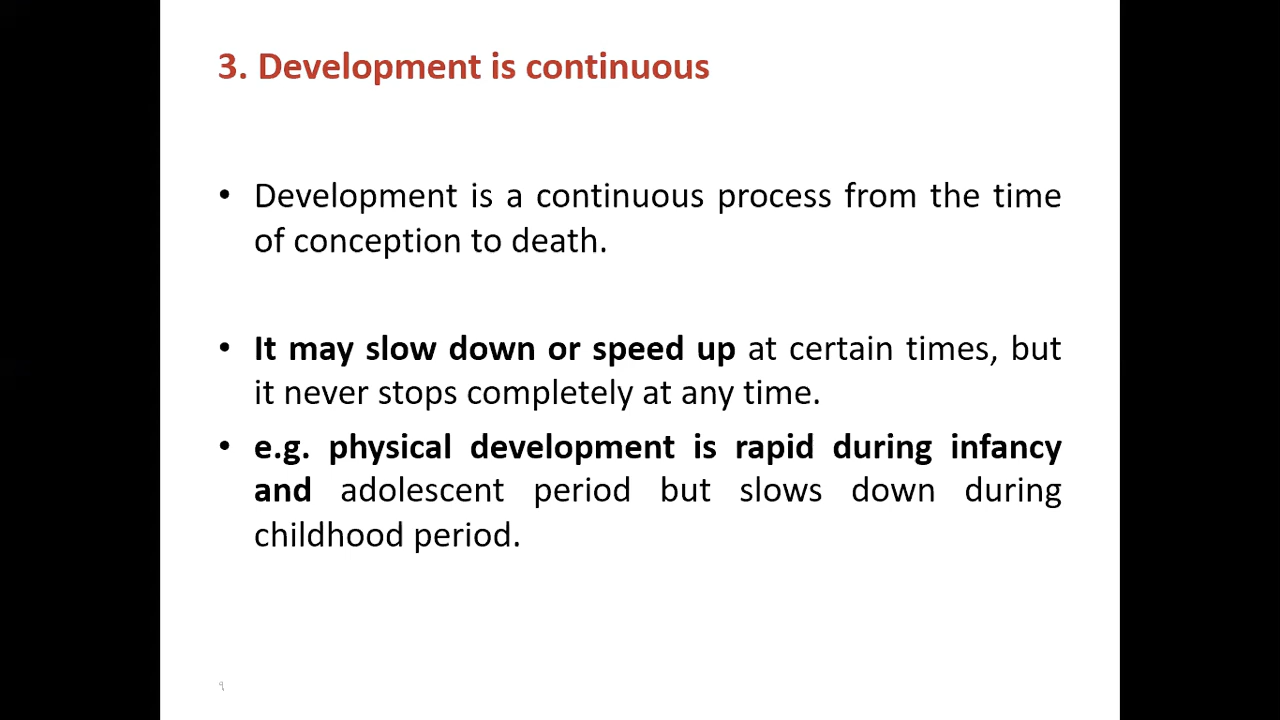 3. Development is continuous
• Development is a continuous process from the time
of conception to death.
• It may slow down or speed up at certain times, but
it never stops completely at any time.
• e.g. physical development is rapid during infancy
and adolescent period but slows down during
childhood period.
٩